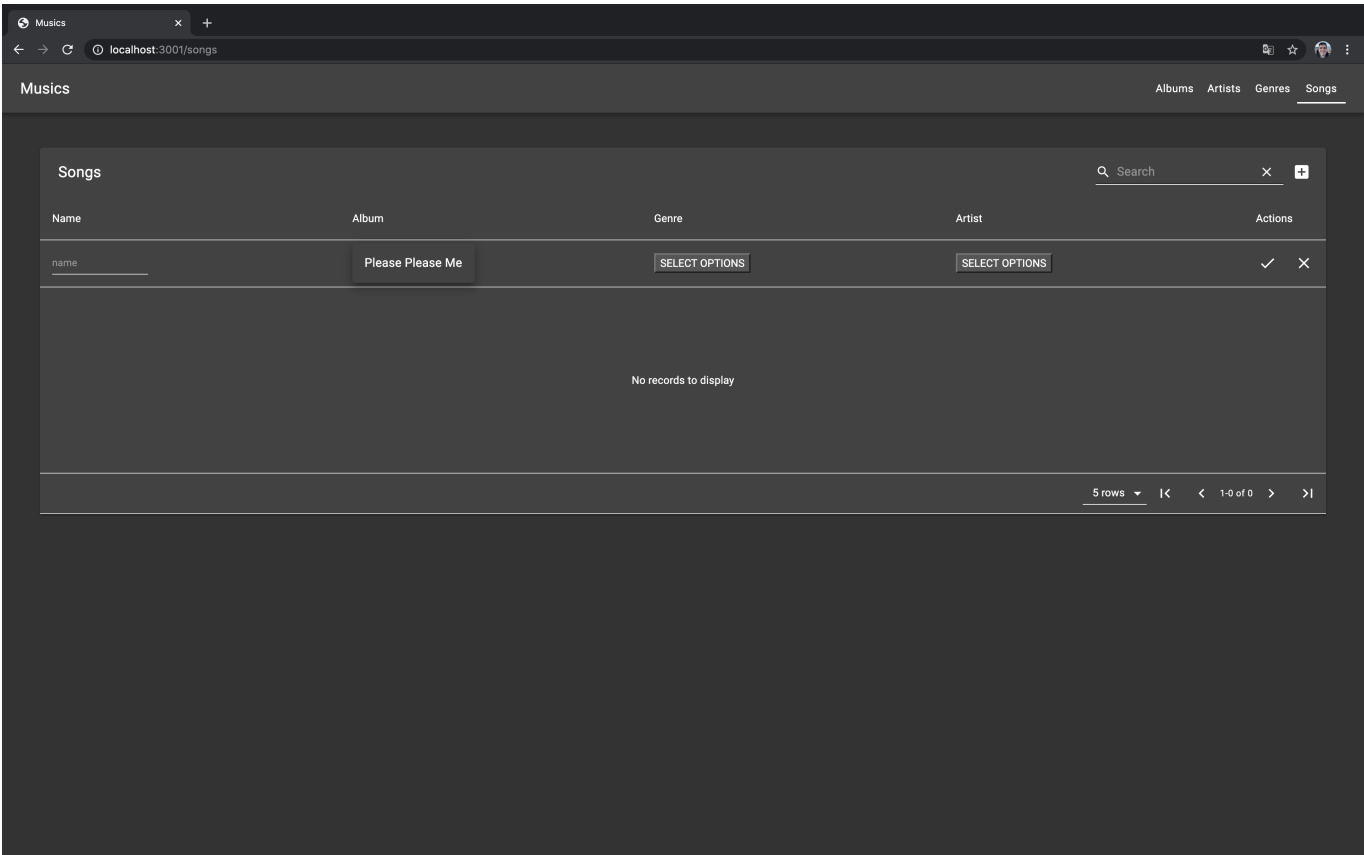 Musics
localhost:3001/songs
Musics
Albums Artists Genres Songs
Songs
Search
Name Album Genre Artist Actions
name Please Please Me SELECT OPTIONS SELECT OPTIONS
No records to display
5 rows 1-0 of 0